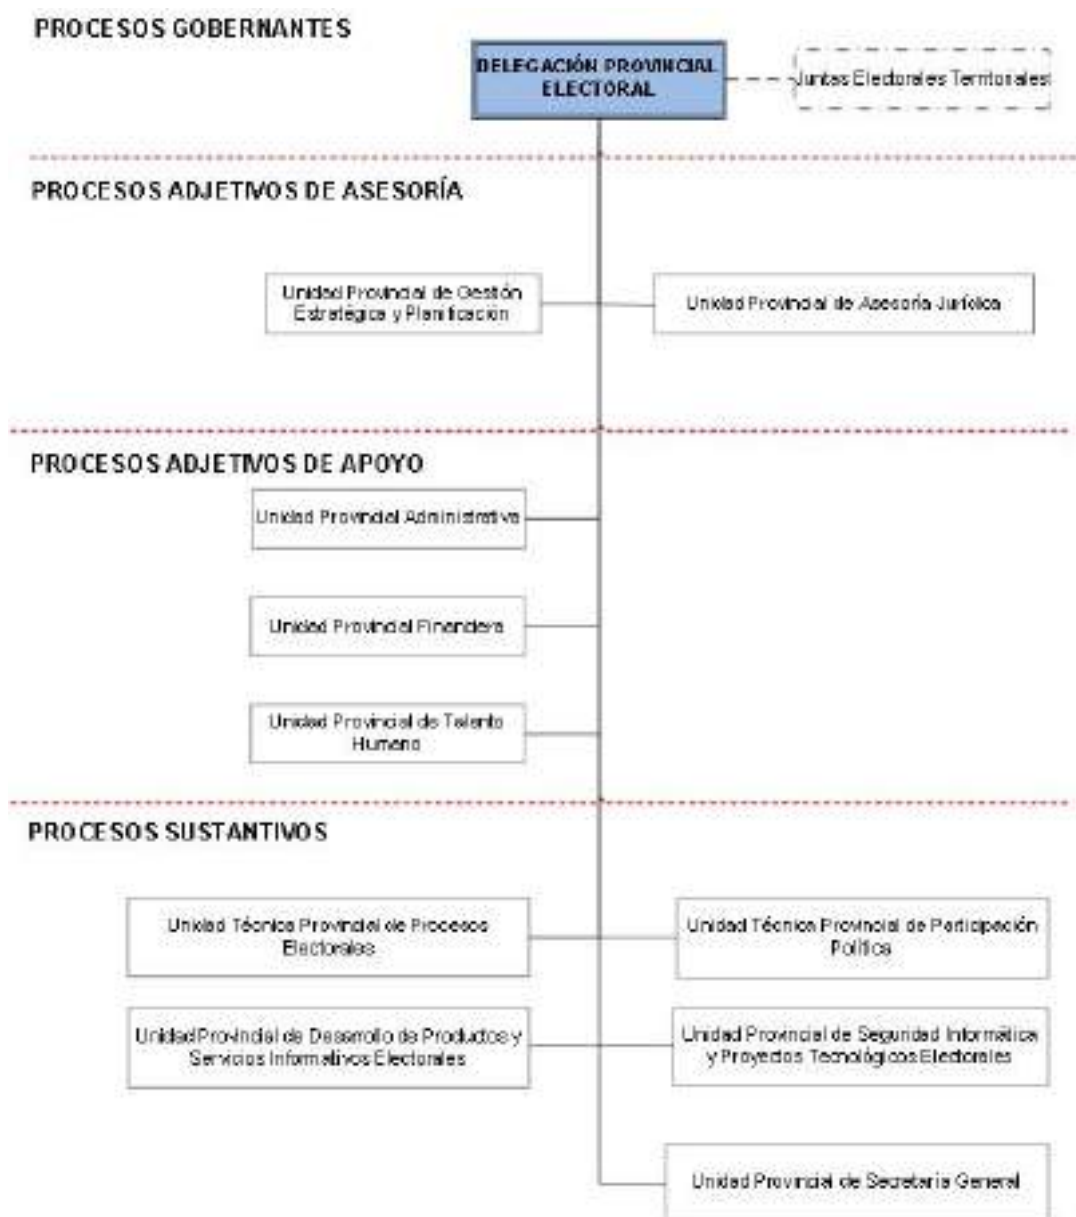 PROCESOS GOBERNANTES
DELEGACIÓN PROVINCIAL
ELECTORAL
Juntas Electorales Territoriales
PROCESOS ADJETIVOS DE ASESORÍA
Unidad Provincial de Gestión
Estratégica y Planificación
Unidad Provincial de Asesoría Jurídica
PROCESOS ADJETIVOS DE APOYO
Unidad Provincial Administrativa
Unidad Provincial Financiera
Unidad Provincial de Talento
Humano
PROCESOS SUSTANTIVOS
Unidad Técnica Provincial de Procesos
Electorales
Unidad Técnica Provincial de Participación
Política
Unidad Provincial de Desarrollo de Productos y
Servicios Informativos Electorales
Unidad Provincial de Seguridad Informática
y Proyectos Tecnológicos Electorales
Unidad Provincial de Secretaría General